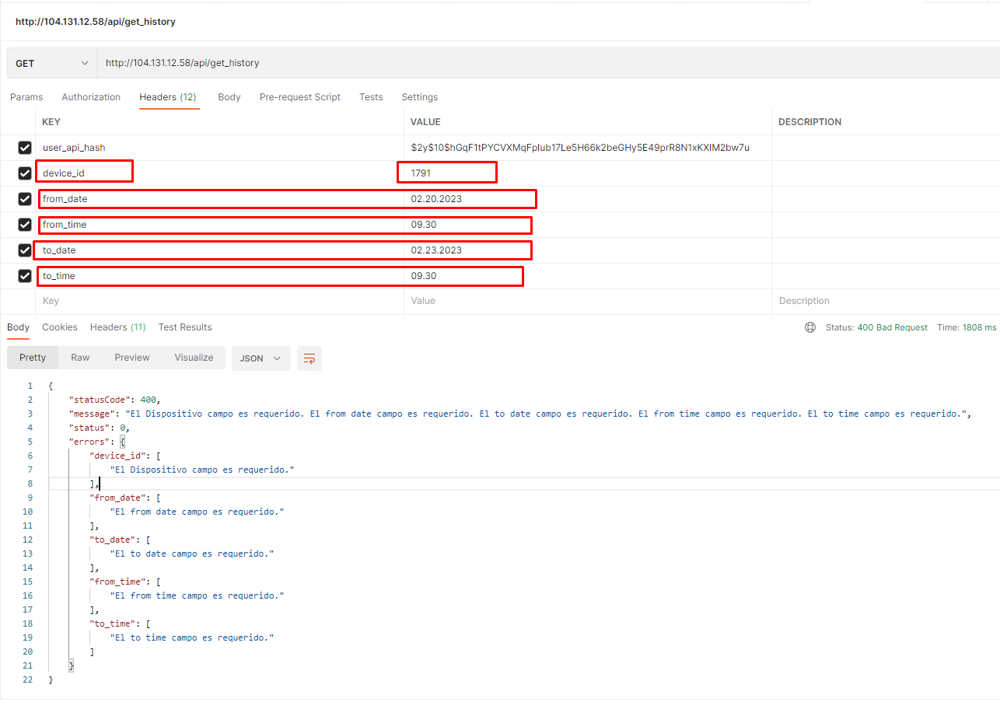 http://104.131.12.58/api/get_history
GET http://104.131.12.58/api/get_history
Params Authorization Headers (12) Body Pre-request Script Tests Settings
KEY VALUE DESCRIPTION
user_api_hash $2y$10$hGqF1tPYCVXMqFplub17Le5H66k2beGHy5E49prR8N1xKXIM2bw7u
device_id 1791
from_date 02.20.2023
from_time 09.30
to_date 02.23.2023
to_time 09.30
Key Value Description
Body Cookies Headers (11) Test Results Status: 400 Bad Request Time: 1808 ms
Pretty Raw Preview Visualize JSON
1 {
2 "statusCode": 400,
3 "message": "El Dispositivo campo es requerido. El from date campo es requerido. El to date campo es requerido. El from time campo es requerido. El to time campo es requerido.",
4 "status": 0,
5 "errors": {
6 "device_id": [
7 "El Dispositivo campo es requerido."
8 ],
9 "from_date": [
10 "El from date campo es requerido."
11 ],
12 "to_date": [
13 "El to date campo es requerido."
14 ],
15 "from_time": [
16 "El from time campo es requerido."
17 ],
18 "to_time": [
19 "El to time campo es requerido."
20 ]
21 }
22 }